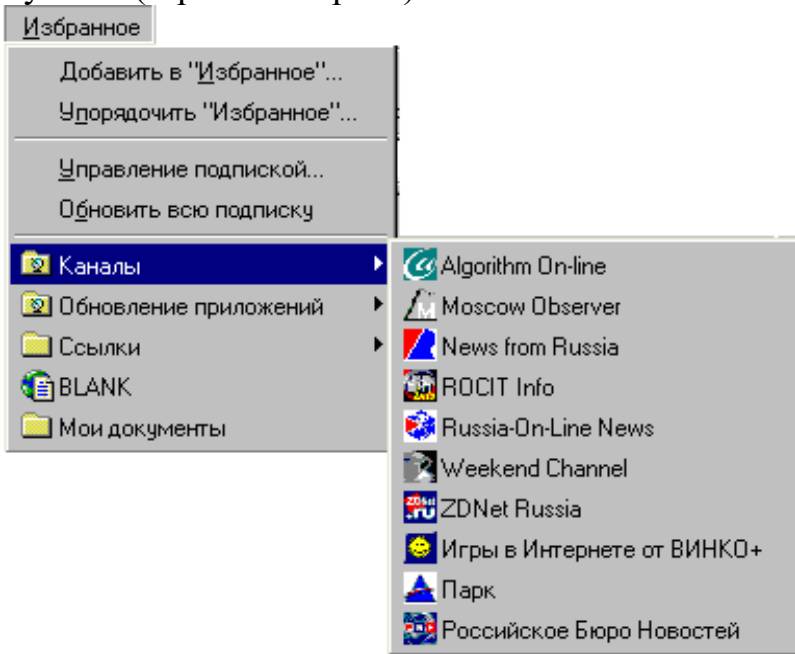 Избранное
Добавить в "Избранное"...
Упорядочить "Избранное"...
Управление подпиской...
Обновить всю подписку
Каналы
Обновление приложений
Ссылки
BLANK
Мои документы
Algorithm On-line
Moscow Observer
News from Russia
ROCIT Info
Russia-On-Line News
Weekend Channel
ZDNet Russia
Игры в Интернете от ВИНКО+
Парк
Российское Бюро Новостей